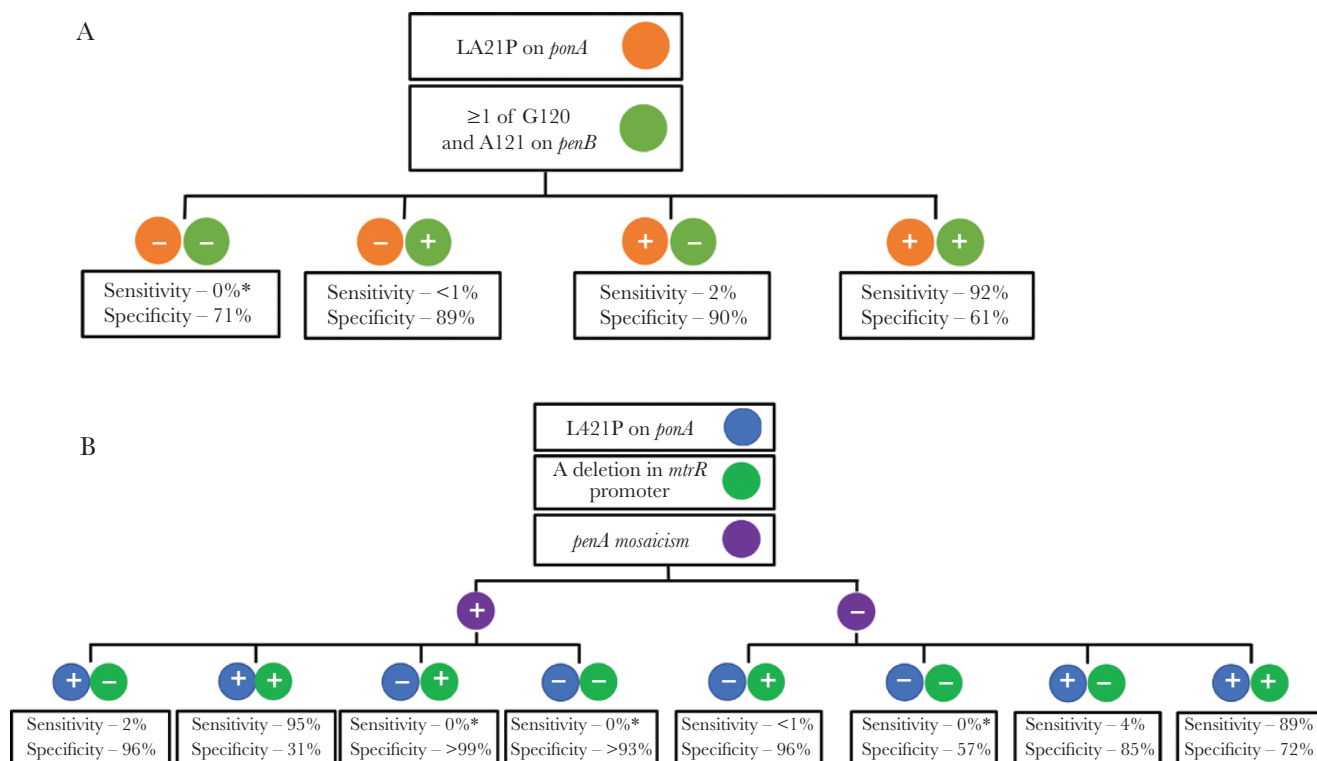 A
LA21P on ponA
≥1 of G120
and A121 on penB
− − − + + − + +
Sensitivity – 0%*
Specificity – 71%
Sensitivity – <1%
Specificity – 89%
Sensitivity – 2%
Specificity – 90%
Sensitivity – 92%
Specificity – 61%
B
L421P on ponA
A deletion in mtrR
promoter
penA mosaicism
+ −
+ − + + − + − − − + − − + − + +
Sensitivity – 2%
Specificity – 96%
Sensitivity – 95%
Specificity – 31%
Sensitivity – 0%*
Specificity – >99%
Sensitivity – 0%*
Specificity – >93%
Sensitivity – <1%
Specificity – 96%
Sensitivity – 0%*
Specificity – 57%
Sensitivity – 4%
Specificity – 85%
Sensitivity – 89%
Specificity – 72%